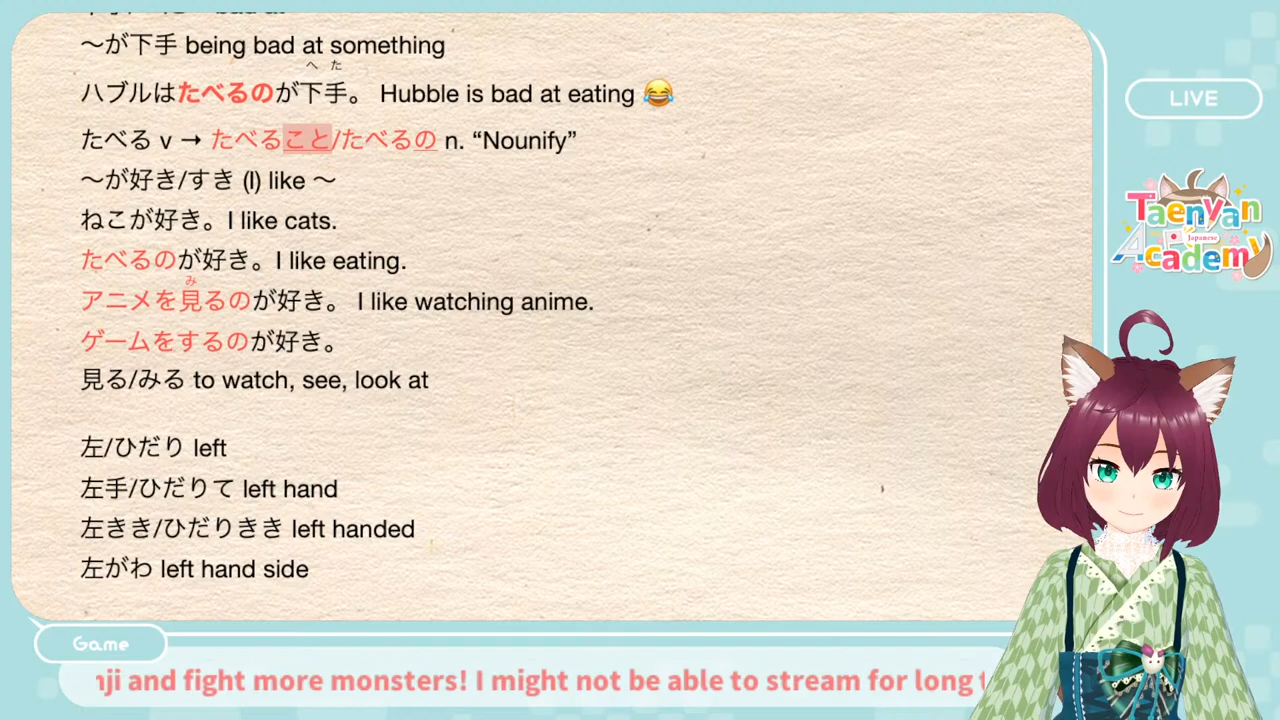 〜が下手 being bad at something
へた
ハブルはたべるのが下手。 Hubble is bad at eating 😂
たべる v → たべること/たべるの n. “Nounify”
〜が好き/すき (I) like 〜
ねこが好き。I like cats.
たべるのが好き。I like eating.
み
アニメを見るのが好き。 I like watching anime.
ゲームをするのが好き。
見る/みる to watch, see, look at
左/ひだり left
左手/ひだりて left hand
左きき/ひだりきき left handed
左がわ left hand side
LIVE
Taenyan
Japanese
Academy
Game
and fight more monsters! I might not be able to stream for long